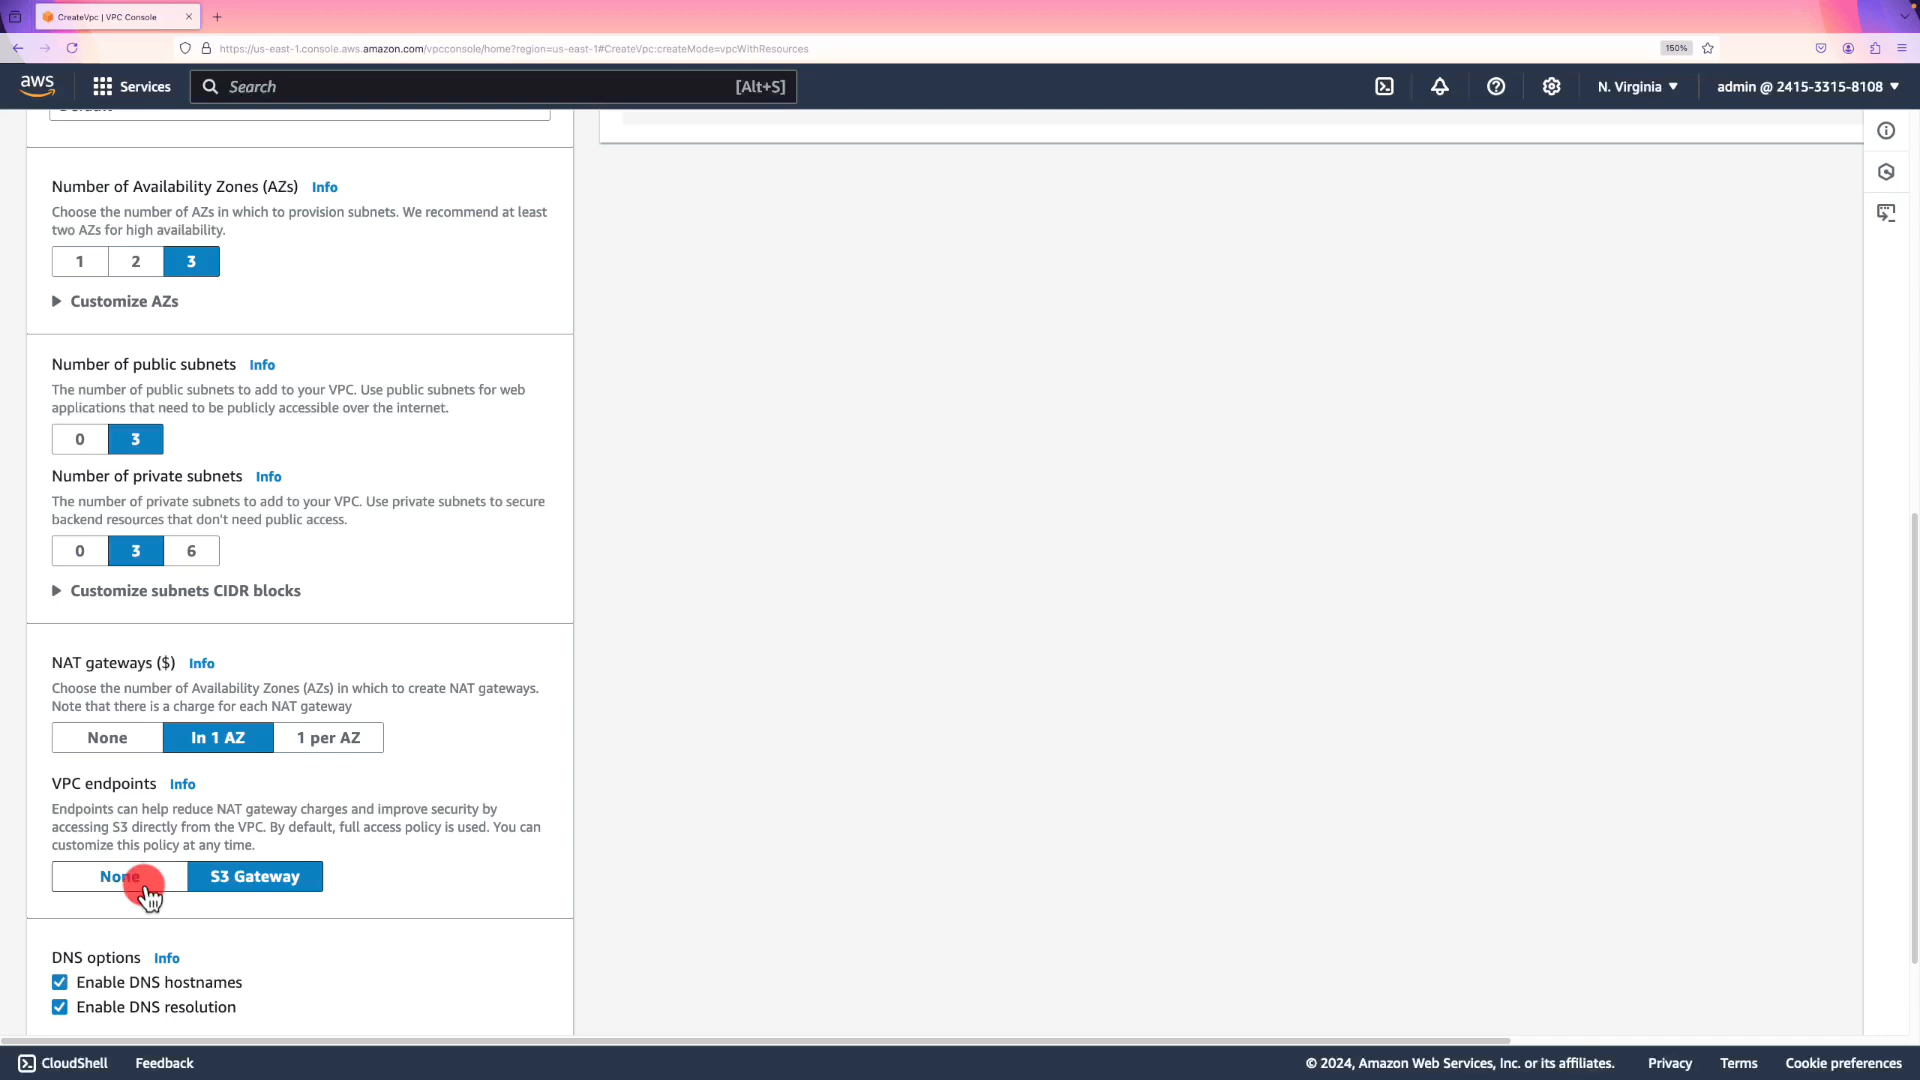 CreateVpc | VPC Console
https://us-east-1.console.aws.amazon.com/vpcconsole/home?region=us-east-1#CreateVpc:createMode=vpcWithResources
150%
aws
Services
Search
[Alt+S]
N. Virginia
admin @ 2415-3315-8108
Number of Availability Zones (AZs) Info
Choose the number of AZs in which to provision subnets. We recommend at least
two AZs for high availability.
1 2 3
Customize AZs
Number of public subnets Info
The number of public subnets to add to your VPC. Use public subnets for web
applications that need to be publicly accessible over the internet.
0 3
Number of private subnets Info
The number of private subnets to add to your VPC. Use private subnets to secure
backend resources that don't need public access.
0 3 6
Customize subnets CIDR blocks
NAT gateways ($) Info
Choose the number of Availability Zones (AZs) in which to create NAT gateways.
Note that there is a charge for each NAT gateway
None In 1 AZ 1 per AZ
VPC endpoints Info
Endpoints can help reduce NAT gateway charges and improve security by
accessing S3 directly from the VPC. By default, full access policy is used. You can
customize this policy at any time.
None S3 Gateway
DNS options Info
Enable DNS hostnames
Enable DNS resolution
CloudShell Feedback
© 2024, Amazon Web Services, Inc. or its affiliates. Privacy Terms Cookie preferences